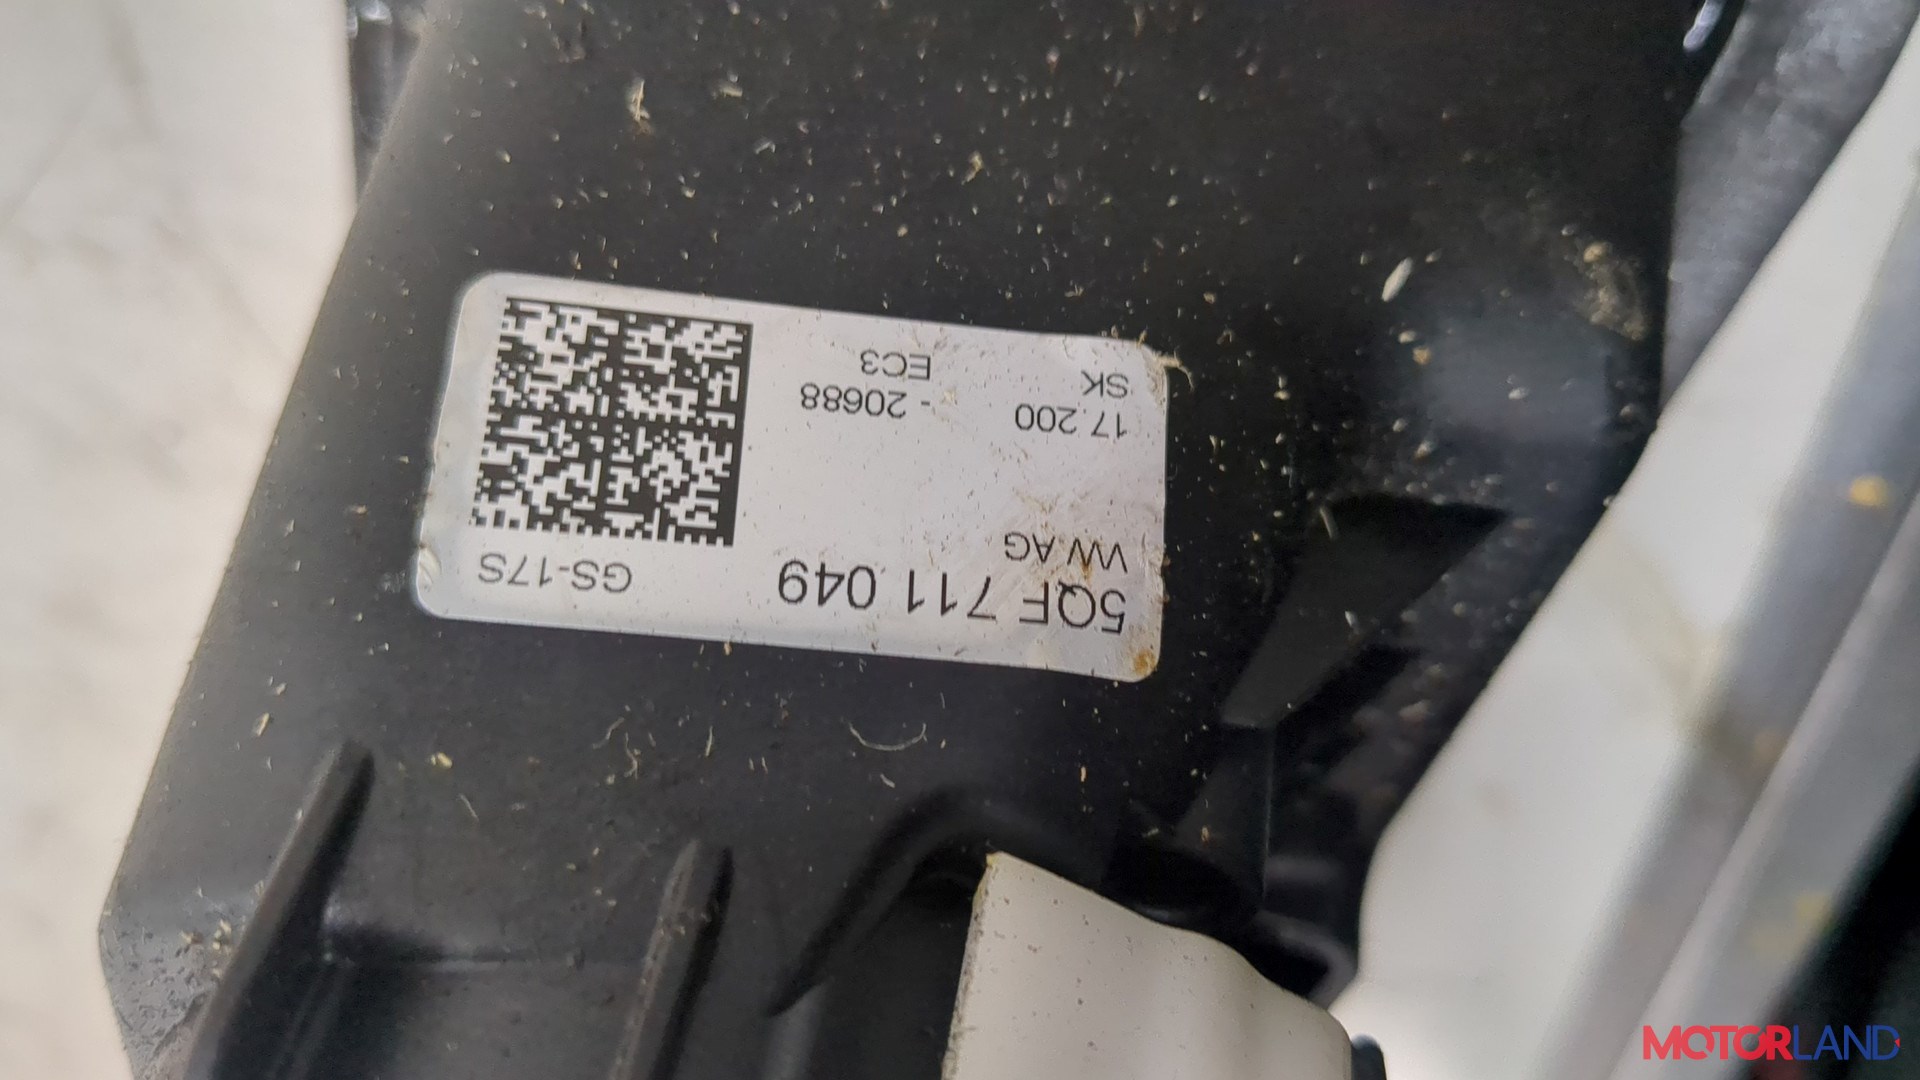 5QF 711 049 GS-17S
VW AG
17.200 - 20688
SK EC3
MOTORLAND